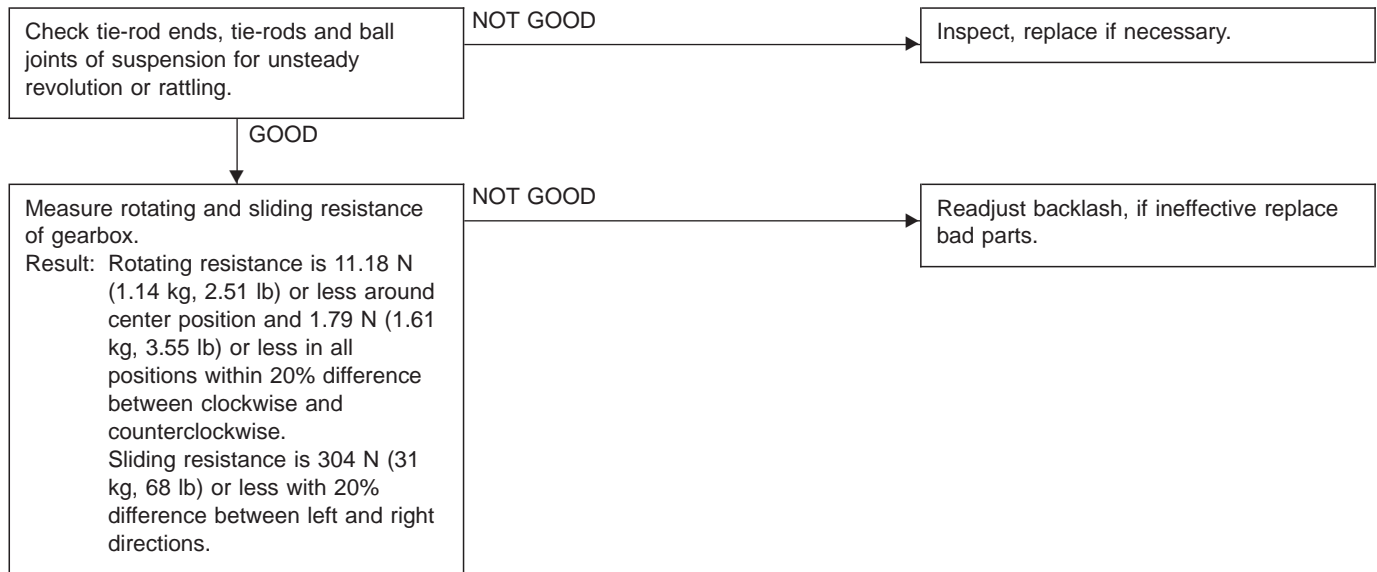 Check tie-rod ends, tie-rods and ball
joints of suspension for unsteady
revolution or rattling.
NOT GOOD
Inspect, replace if necessary.
GOOD
Measure rotating and sliding resistance
of gearbox.
Result: Rotating resistance is 11.18 N
(1.14 kg, 2.51 lb) or less around
center position and 1.79 N (1.61
kg, 3.55 lb) or less in all
positions within 20% difference
between clockwise and
counterclockwise.
Sliding resistance is 304 N (31
kg, 68 lb) or less with 20%
difference between left and right
directions.
NOT GOOD
Readjust backlash, if ineffective replace
bad parts.